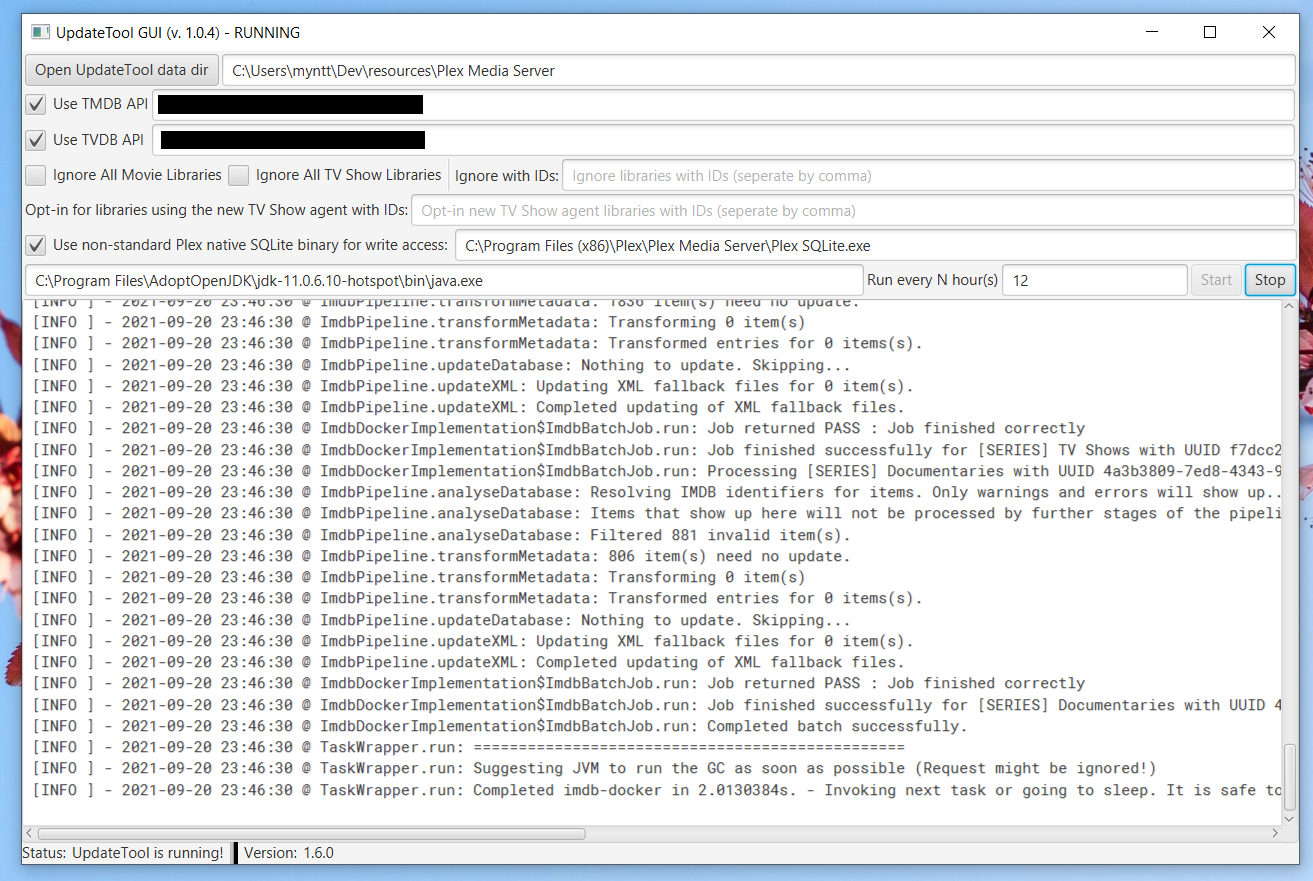 UpdateTool GUI (v. 1.0.4) - RUNNING
Open UpdateTool data dir C:\Users\myntt\Dev\resources\Plex Media Server
Use TMDB API
Use TVDB API
Ignore All Movie Libraries Ignore All TV Show Libraries Ignore with IDs: Ignore libraries with IDs (seperate by comma)
Opt-in for libraries using the new TV Show agent with IDs: Opt-in new TV Show agent libraries with IDs (seperate by comma)
Use non-standard Plex native SQLite binary for write access: C:\Program Files (x86)\Plex\Plex Media Server\Plex SQLite.exe
C:\Program Files\AdoptOpenJDK\jdk-11.0.6.10-hotspot\bin\java.exe Run every N hour(s) 12 Start Stop
[INFO ] - 2021-09-20 23:46:30 @ ImdbPipeline.transformMetadata: 1836 item(s) need no update.
[INFO ] - 2021-09-20 23:46:30 @ ImdbPipeline.transformMetadata: Transforming 0 item(s)
[INFO ] - 2021-09-20 23:46:30 @ ImdbPipeline.transformMetadata: Transformed entries for 0 items(s).
[INFO ] - 2021-09-20 23:46:30 @ ImdbPipeline.updateDatabase: Nothing to update. Skipping...
[INFO ] - 2021-09-20 23:46:30 @ ImdbPipeline.updateXML: Updating XML fallback files for 0 item(s).
[INFO ] - 2021-09-20 23:46:30 @ ImdbPipeline.updateXML: Completed updating of XML fallback files.
[INFO ] - 2021-09-20 23:46:30 @ ImdbDockerImplementation$ImdbBatchJob.run: Job returned PASS : Job finished correctly
[INFO ] - 2021-09-20 23:46:30 @ ImdbDockerImplementation$ImdbBatchJob.run: Job finished successfully for [SERIES] TV Shows with UUID f7dcc2
[INFO ] - 2021-09-20 23:46:30 @ ImdbDockerImplementation$ImdbBatchJob.run: Processing [SERIES] Documentaries with UUID 4a3b3809-7ed8-4343-9
[INFO ] - 2021-09-20 23:46:30 @ ImdbPipeline.analyseDatabase: Resolving IMDB identifiers for items. Only warnings and errors will show up..
[INFO ] - 2021-09-20 23:46:30 @ ImdbPipeline.analyseDatabase: Items that show up here will not be processed by further stages of the pipeli
[INFO ] - 2021-09-20 23:46:30 @ ImdbPipeline.analyseDatabase: Filtered 881 invalid item(s).
[INFO ] - 2021-09-20 23:46:30 @ ImdbPipeline.transformMetadata: 806 item(s) need no update.
[INFO ] - 2021-09-20 23:46:30 @ ImdbPipeline.transformMetadata: Transforming 0 item(s)
[INFO ] - 2021-09-20 23:46:30 @ ImdbPipeline.transformMetadata: Transformed entries for 0 items(s).
[INFO ] - 2021-09-20 23:46:30 @ ImdbPipeline.updateDatabase: Nothing to update. Skipping...
[INFO ] - 2021-09-20 23:46:30 @ ImdbPipeline.updateXML: Updating XML fallback files for 0 item(s).
[INFO ] - 2021-09-20 23:46:30 @ ImdbPipeline.updateXML: Completed updating of XML fallback files.
[INFO ] - 2021-09-20 23:46:30 @ ImdbDockerImplementation$ImdbBatchJob.run: Job returned PASS : Job finished correctly
[INFO ] - 2021-09-20 23:46:30 @ ImdbDockerImplementation$ImdbBatchJob.run: Job finished successfully for [SERIES] Documentaries with UUID 4
[INFO ] - 2021-09-20 23:46:30 @ ImdbDockerImplementation$ImdbBatchJob.run: Completed batch successfully.
[INFO ] - 2021-09-20 23:46:30 @ TaskWrapper.run: ================================================
[INFO ] - 2021-09-20 23:46:30 @ TaskWrapper.run: Suggesting JVM to run the GC as soon as possible (Request might be ignored!)
[INFO ] - 2021-09-20 23:46:30 @ TaskWrapper.run: Completed imdb-docker in 2.0130384s. - Invoking next task or going to sleep. It is safe to
Status: UpdateTool is running! Version: 1.6.0